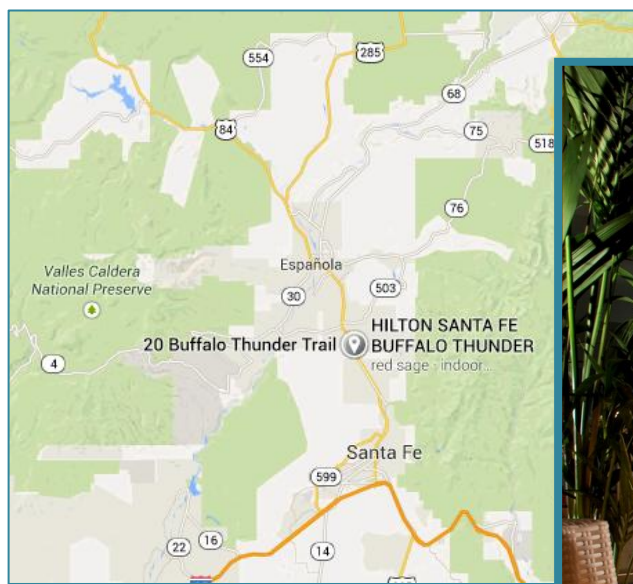 285
554
68
84
75
518
76
Española
Valles Caldera
National Preserve
30
503
4
20 Buffalo Thunder Trail
HILTON SANTA FE
BUFFALO THUNDER
red sage · indoor...
Santa Fe
599
22
16
14